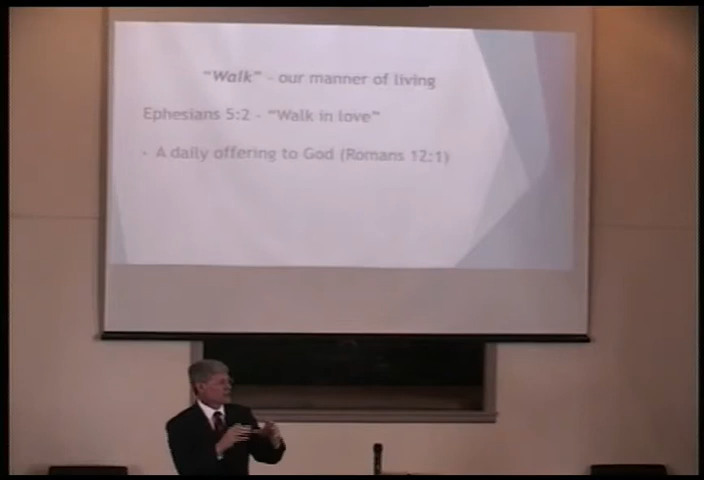 "Walk" - our manner of living
Ephesians 5:2 - "Walk in love"
- A daily offering to God (Romans 12:1)